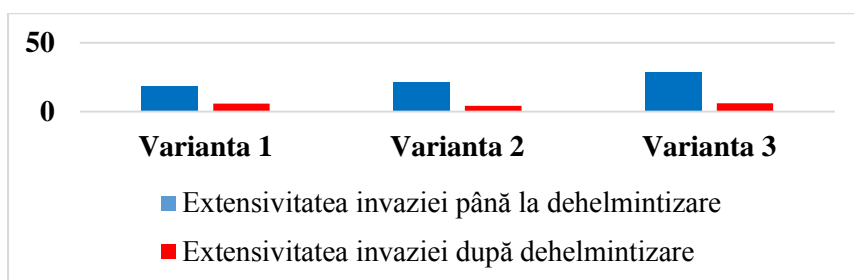 50
0
Varianta 1 Varianta 2 Varianta 3
Extensivitatea invaziei până la dehelmintizare
Extensivitatea invaziei după dehelmintizare